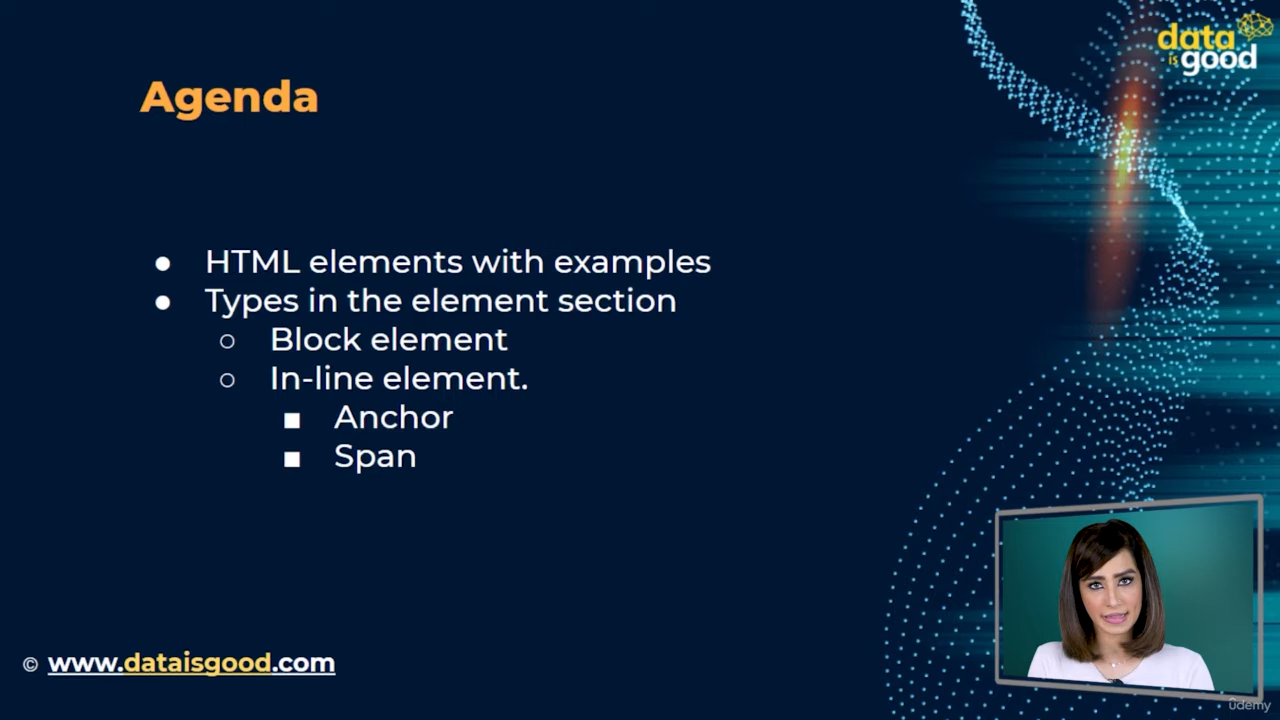 data
is good
Agenda
● HTML elements with examples
● Types in the element section
○ Block element
○ In-line element.
■ Anchor
■ Span
© www.dataisgood.com
ûdemy